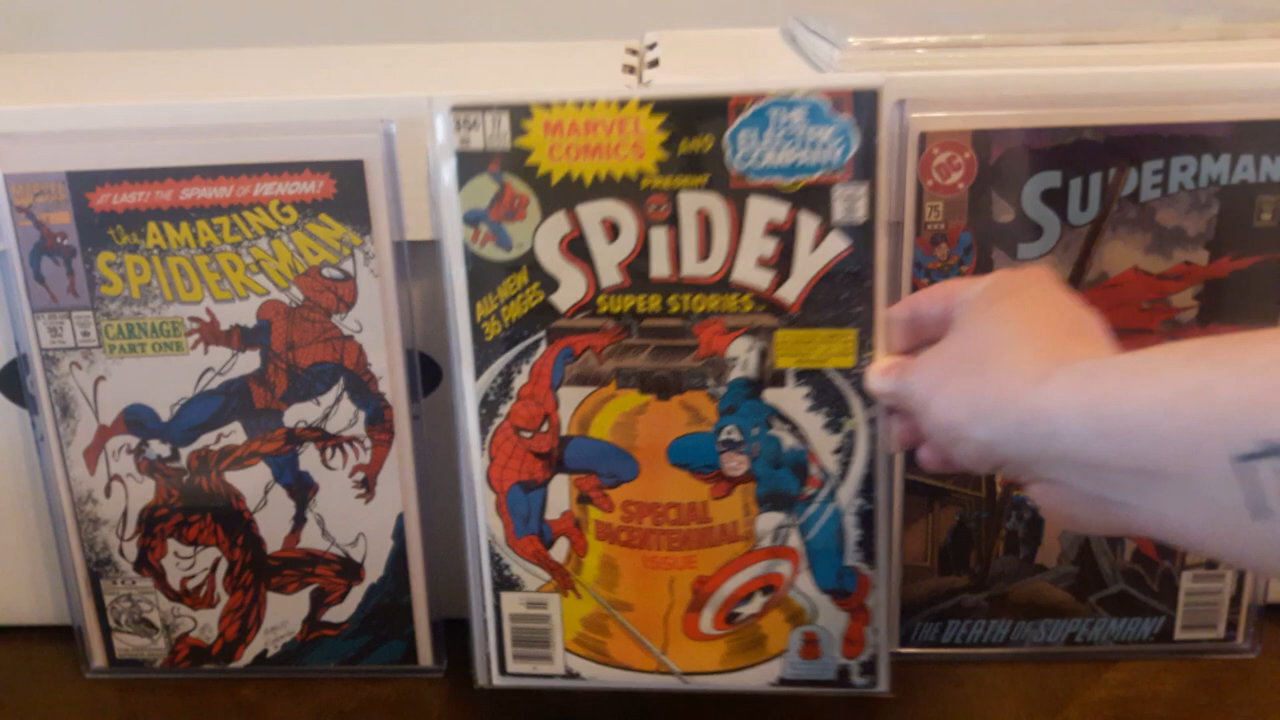 MARVEL
AT LAST! THE SPAWN OF VENOM!
the AMAZING
SPIDER-MAN
CARNAGE
PART ONE
17
MARVEL
COMICS
AND
THE
ELECTRIC
COMPANY
PRESENT
SPiDEY
SUPER STORIES
ALL-NEW
36 PAGES
SPECIAL
BICENTENNIAL
ISSUE
DC
75
SUPERMAN
THE DEATH OF SUPERMAN!